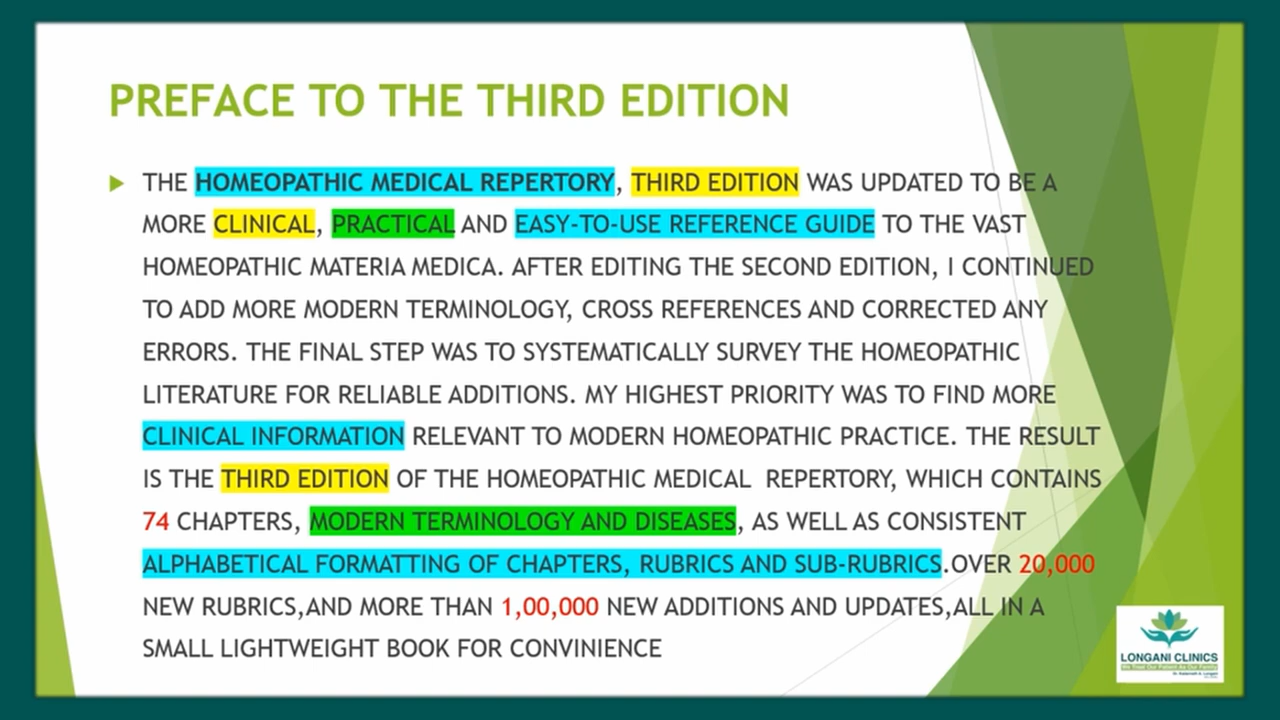 PREFACE TO THE THIRD EDITION
THE HOMEOPATHIC MEDICAL REPERTORY, THIRD EDITION WAS UPDATED TO BE A
MORE CLINICAL, PRACTICAL AND EASY-TO-USE REFERENCE GUIDE TO THE VAST
HOMEOPATHIC MATERIA MEDICA. AFTER EDITING THE SECOND EDITION, I CONTINUED
TO ADD MORE MODERN TERMINOLOGY, CROSS REFERENCES AND CORRECTED ANY
ERRORS. THE FINAL STEP WAS TO SYSTEMATICALLY SURVEY THE HOMEOPATHIC
LITERATURE FOR RELIABLE ADDITIONS. MY HIGHEST PRIORITY WAS TO FIND MORE
CLINICAL INFORMATION RELEVANT TO MODERN HOMEOPATHIC PRACTICE. THE RESULT
IS THE THIRD EDITION OF THE HOMEOPATHIC MEDICAL REPERTORY, WHICH CONTAINS
74 CHAPTERS, MODERN TERMINOLOGY AND DISEASES, AS WELL AS CONSISTENT
ALPHABETICAL FORMATTING OF CHAPTERS, RUBRICS AND SUB-RUBRICS.OVER 20,000
NEW RUBRICS,AND MORE THAN 1,00,000 NEW ADDITIONS AND UPDATES,ALL IN A
SMALL LIGHTWEIGHT BOOK FOR CONVINIENCE
LONGANI CLINICS
We Treat Our Patient As Our Family